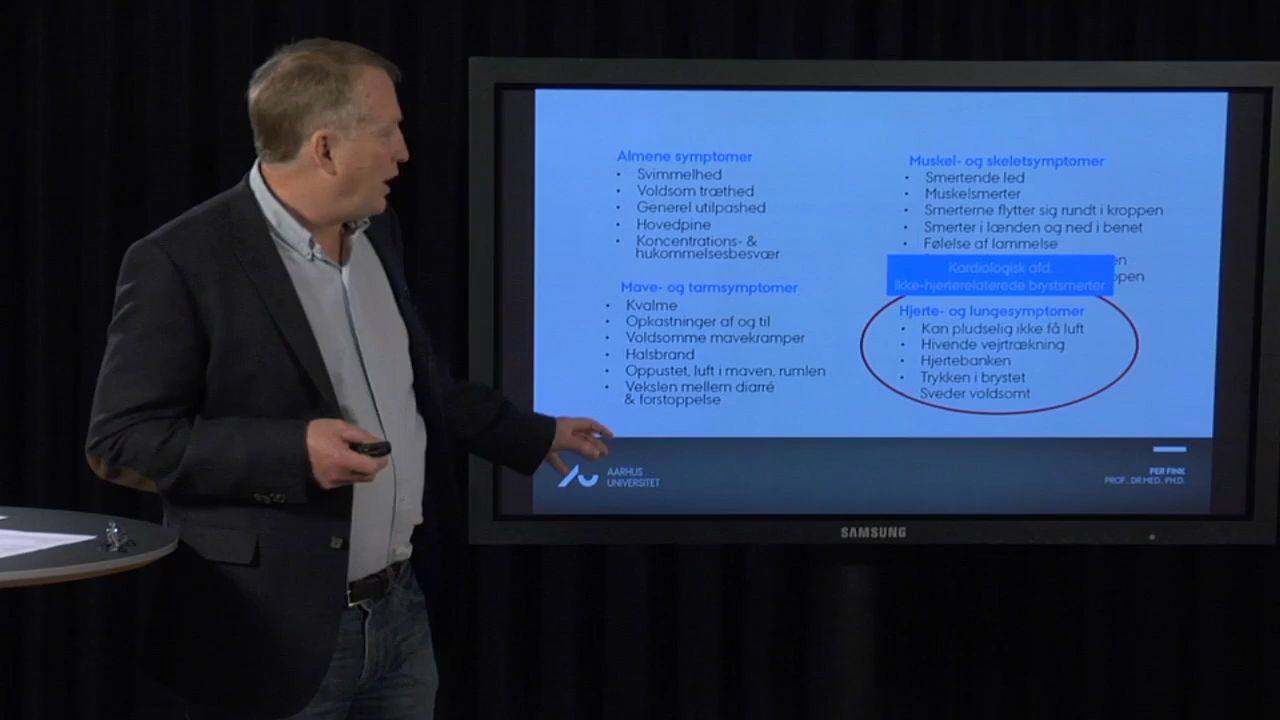 Almene symptomer
• Svimmelhed
• Voldsom træthed
• Generel utilpashed
• Hovedpine
• Koncentrations- &
hukommelsesbesvær
Mave- og tarmsymptomer
• Kvalme
• Opkastninger af og til
• Voldsomme mavekramper
• Halsbrand
• Oppustet, luft i maven, rumlen
• Vekslen mellem diarré
& forstoppelse
Muskel- og skeletsymptomer
• Smertende led
• Muskelsmerter
• Smerterne flytter sig rundt i kroppen
• Smerter i lænden og ned i benet
• Følelse af lammelse
Kardiologisk afd.
Ikke-hjerterelaterede brystsmerter
Hjerte- og lungesymptomer
• Kan pludselig ikke få luft
• Hivende vejrtrækning
• Hjertebanken
• Trykken i brystet
Sveder voldsomt
AARHUS
UNIVERSITET
PER FINK
PROF., DR.MED., PH.D.
SAMSUNG